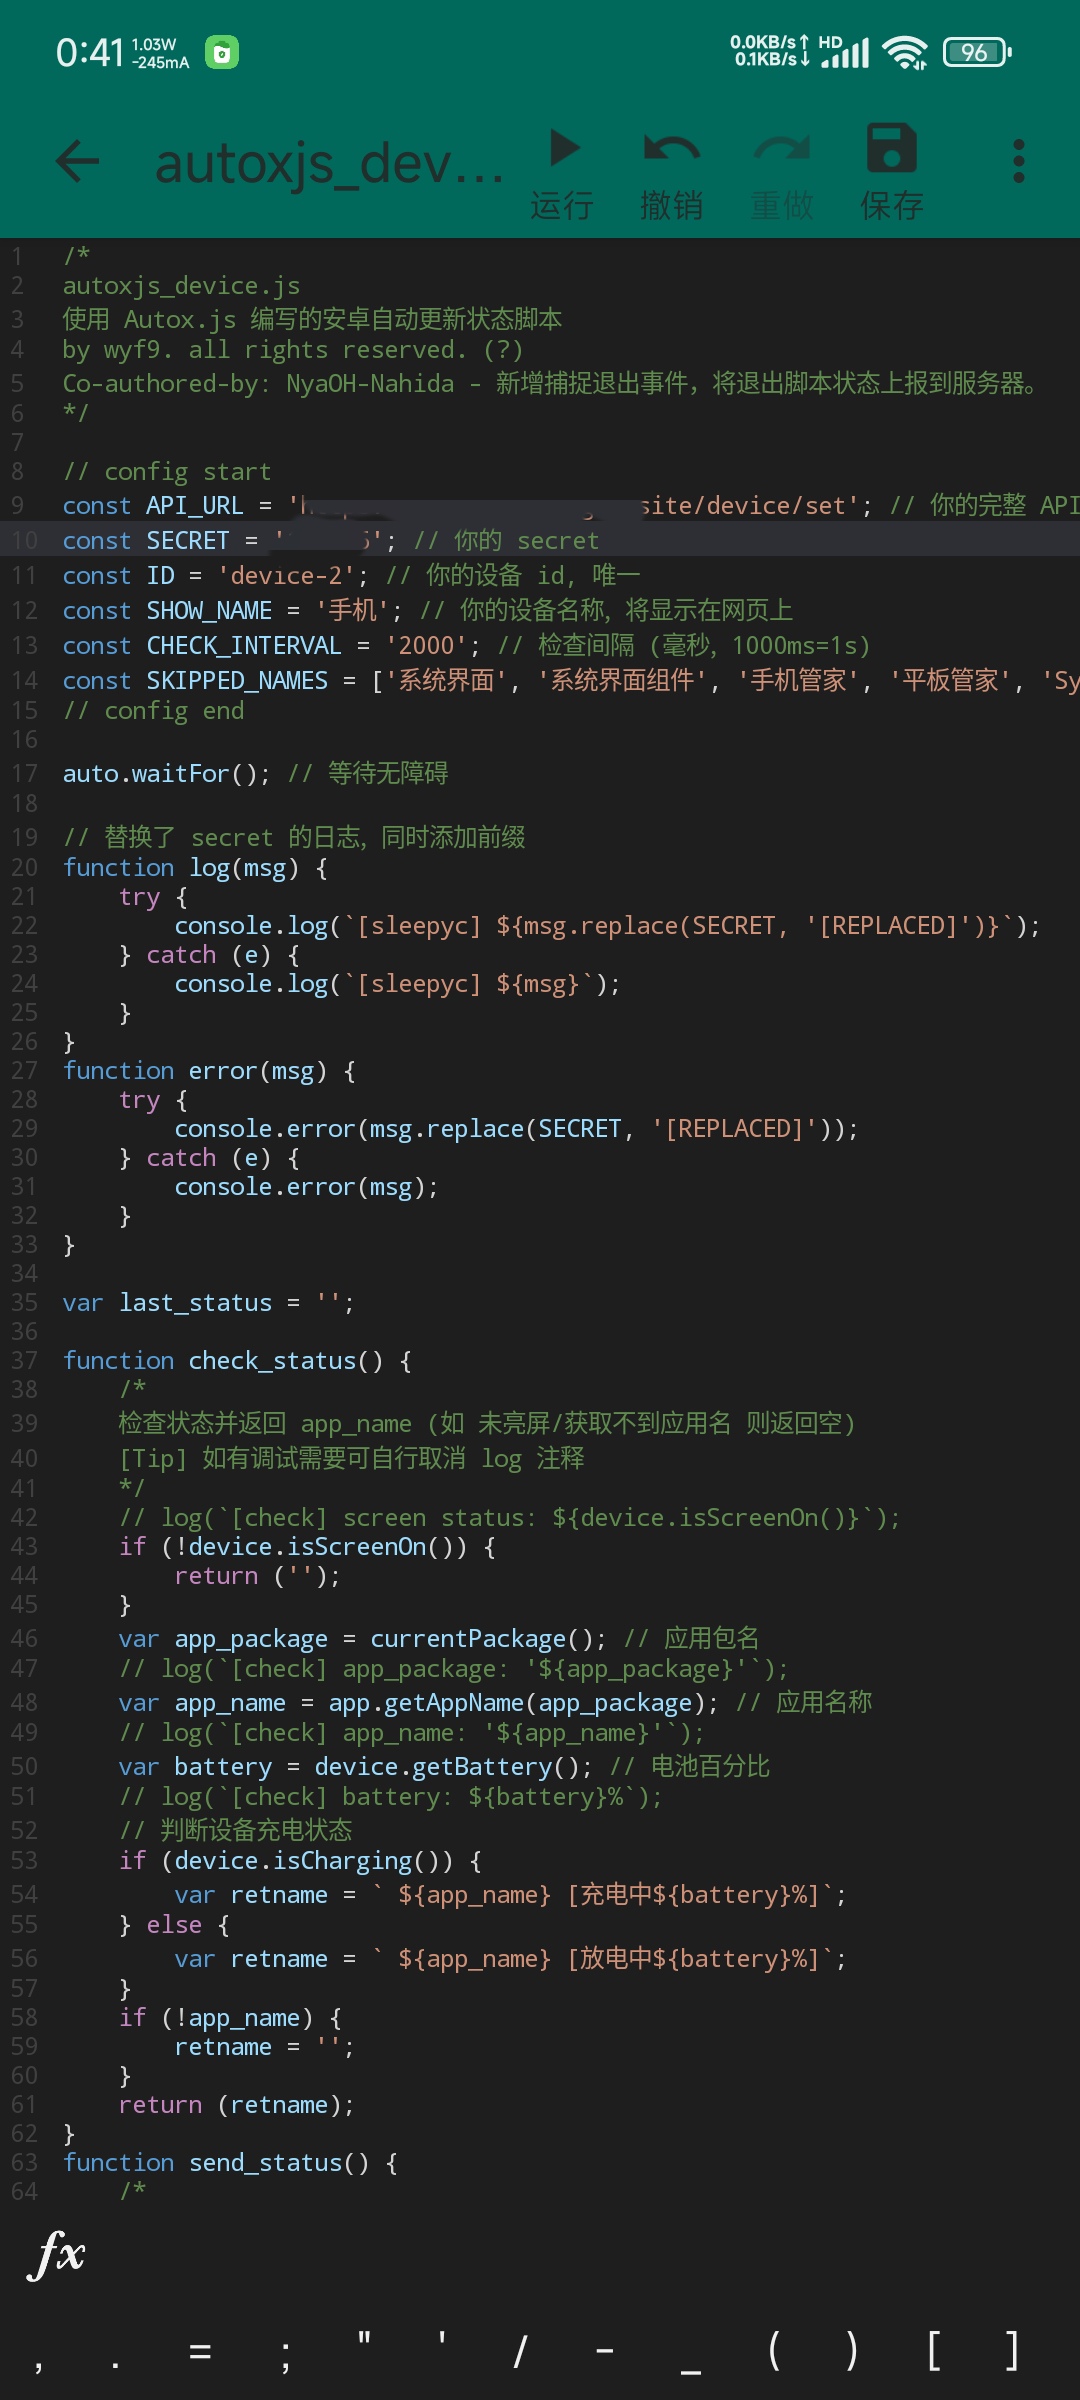 0:41 1.03W -245mA 0.0KB/s↑ 0.1KB/s↓ HD 96
autoxjs_dev... 运行 撤销 重做 保存
1 /*
2 autoxjs_device.js
3 使用 Autox.js 编写的安卓自动更新状态脚本
4 by wyf9. all rights reserved. (?)
5 Co-authored-by: NyaOH-Nahida - 新增捕捉退出事件，将退出脚本状态上报到服务器。
6 */
7
8 // config start
9 const API_URL = ' site/device/set'; // 你的完整 API
10 const SECRET = ' '; // 你的 secret
11 const ID = 'device-2'; // 你的设备 id, 唯一
12 const SHOW_NAME = '手机'; // 你的设备名称, 将显示在网页上
13 const CHECK_INTERVAL = '2000'; // 检查间隔 (毫秒, 1000ms=1s)
14 const SKIPPED_NAMES = ['系统界面', '系统界面组件', '手机管家', '平板管家', 'Sy
15 // config end
16
17 auto.waitFor(); // 等待无障碍
18
19 // 替换了 secret 的日志, 同时添加前缀
20 function log(msg) {
21     try {
22         console.log(`[sleepyc] ${msg.replace(SECRET, '[REPLACED]')}`);
23     } catch (e) {
24         console.log(`[sleepyc] ${msg}`);
25     }
26 }
27 function error(msg) {
28     try {
29         console.error(msg.replace(SECRET, '[REPLACED]'));
30     } catch (e) {
31         console.error(msg);
32     }
33 }
34
35 var last_status = '';
36
37 function check_status() {
38     /*
39     检查状态并返回 app_name (如 未亮屏/获取不到应用名 则返回空)
40     [Tip] 如有调试需要可自行取消 log 注释
41     */
42     // log(`[check] screen status: ${device.isScreenOn()}`);
43     if (!device.isScreenOn()) {
44         return ('');
45     }
46     var app_package = currentPackage(); // 应用包名
47     // log(`[check] app_package: '${app_package}'`);
48     var app_name = app.getAppName(app_package); // 应用名称
49     // log(`[check] app_name: '${app_name}'`);
50     var battery = device.getBattery(); // 电池百分比
51     // log(`[check] battery: ${battery}%`);
52     // 判断设备充电状态
53     if (device.isCharging()) {
54         var retname = ` ${app_name} [充电中${battery}%]`;
55     } else {
56         var retname = ` ${app_name} [放电中${battery}%]`;
57     }
58     if (!app_name) {
59         retname = '';
60     }
61     return (retname);
62 }
63 function send_status() {
64     /*
fx
, . = ; " ' / - _ ( ) [ ]